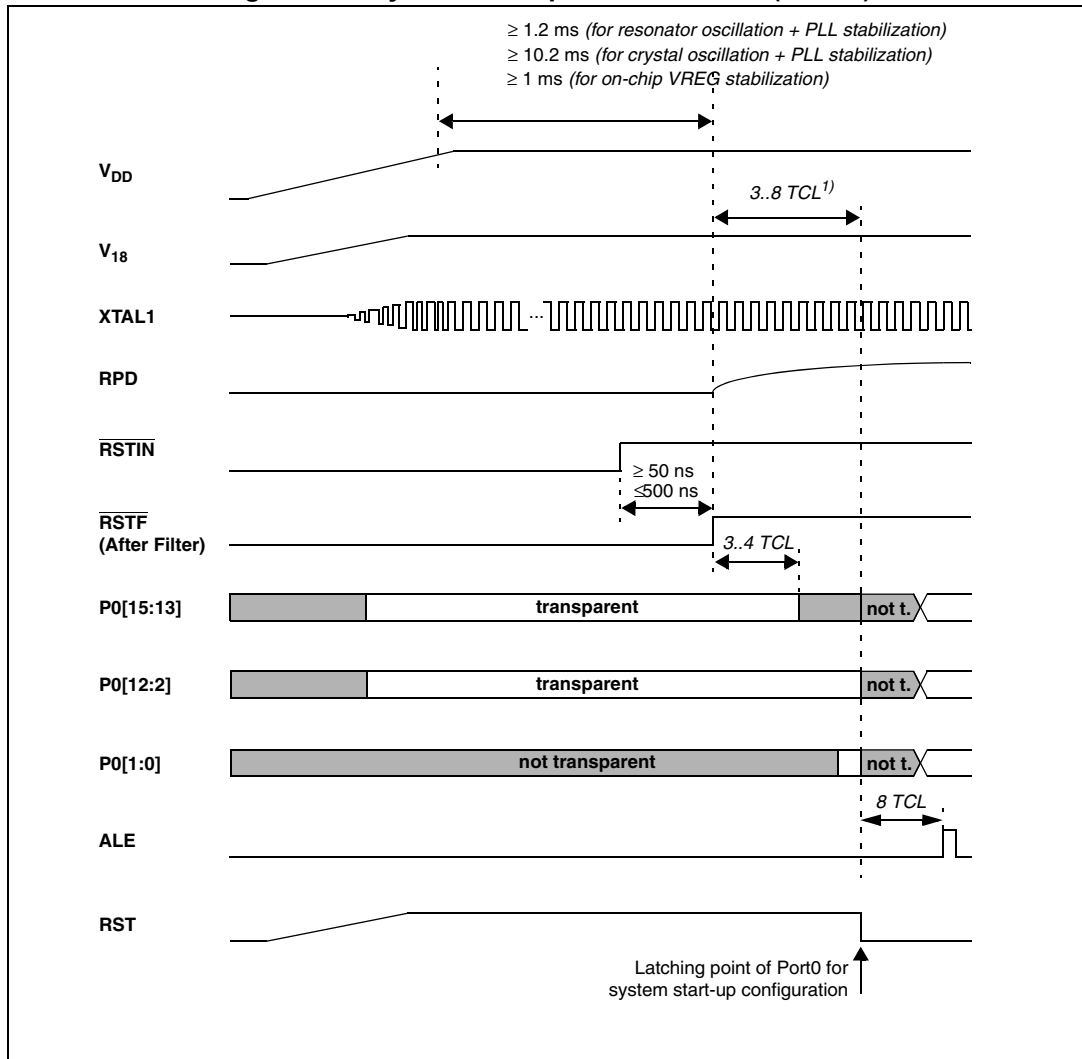 ≥ 1.2 ms (for resonator oscillation + PLL stabilization)
≥ 10.2 ms (for crystal oscillation + PLL stabilization)
≥ 1 ms (for on-chip VREG stabilization)
VDD
3..8 TCL1)
V18
XTAL1
...
RPD
RSTIN
≥ 50 ns
≤500 ns
RSTF
(After Filter)
3..4 TCL
P0[15:13]
transparent
not t.
P0[12:2]
transparent
not t.
P0[1:0]
not transparent
not t.
8 TCL
ALE
RST
Latching point of Port0 for
system start-up configuration